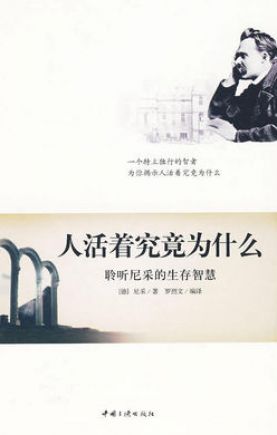 一个特立独行的智者
为你揭示人活着究竟为什么
人活着究竟为什么
聆听尼采的生存智慧
［德］尼采／著 罗烈文／编译
中国三峡出版社